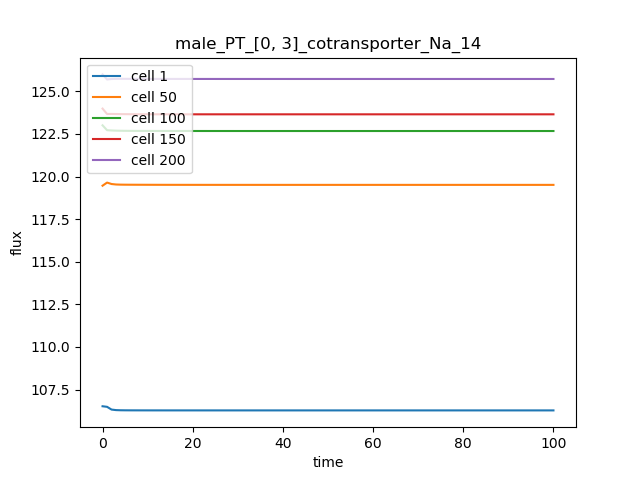 male_PT_[0, 3]_cotransporter_Na_14
cell 1
cell 50
cell 100
cell 150
cell 200
125.0
122.5
120.0
117.5
115.0
112.5
110.0
107.5
flux
0
20
40
60
80
100
time